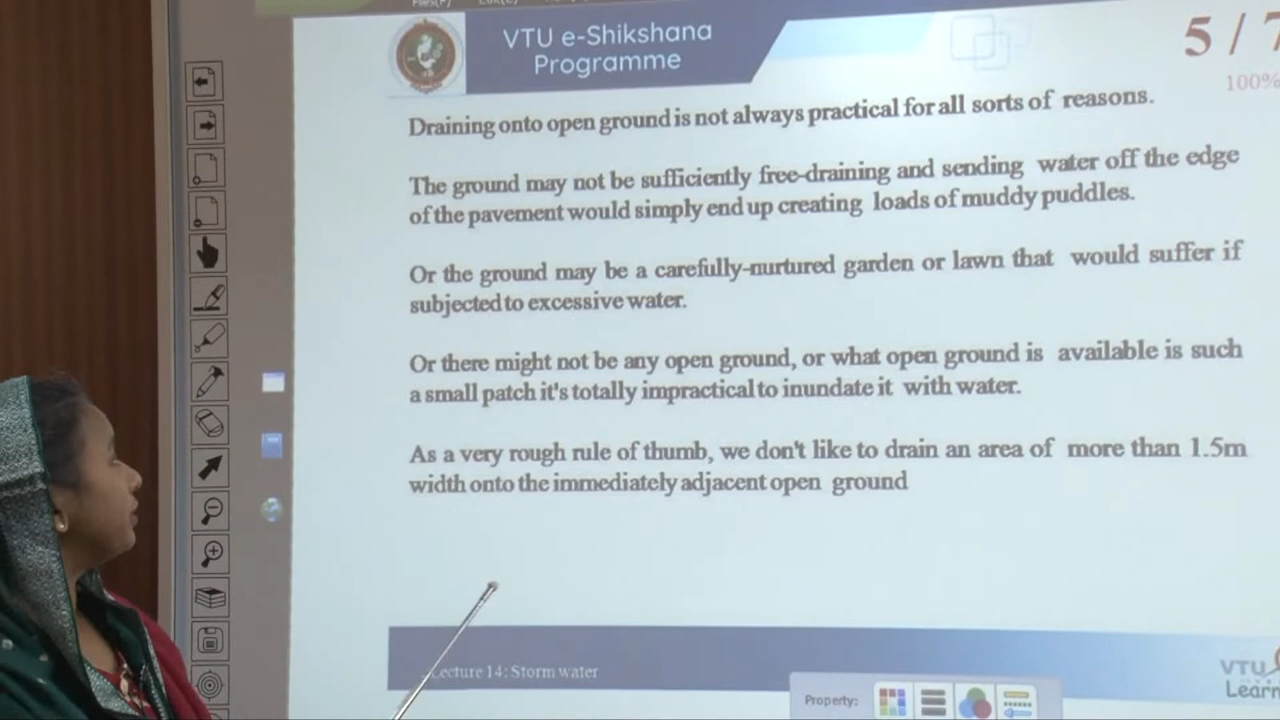 VTU e-Shikshana
Programme
5 / 7
100%
Draining onto open ground is not always practical for all sorts of reasons.
The ground may not be sufficiently free-draining and sending water off the edge
of the pavement would simply end up creating loads of muddy puddles.
Or the ground may be a carefully-nurtured garden or lawn that would suffer if
subjected to excessive water.
Or there might not be any open ground, or what open ground is available is such
a small patch it's totally impractical to inundate it with water.
As a very rough rule of thumb, we don't like to drain an area of more than 1.5m
width onto the immediately adjacent open ground
Lecture 14: Storm water
VTU
Learn
Property: